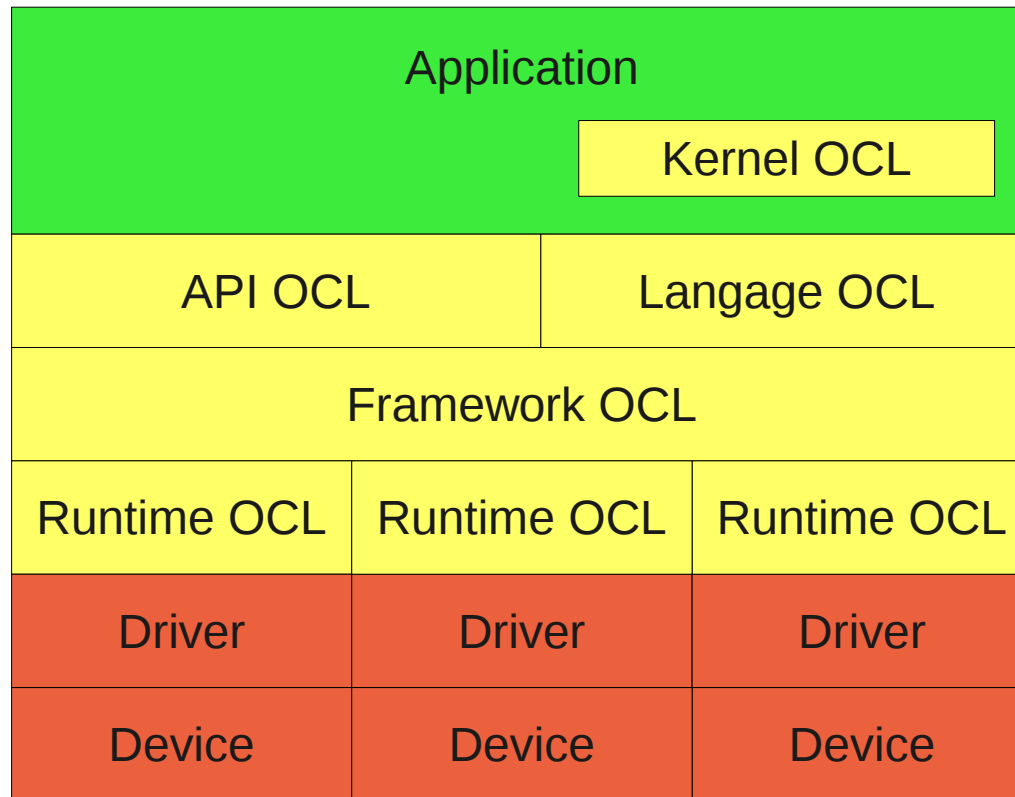 Application
Kernel OCL
API OCL
Langage OCL
Framework OCL
Runtime OCL
Runtime OCL
Runtime OCL
Driver
Driver
Driver
Device
Device
Device